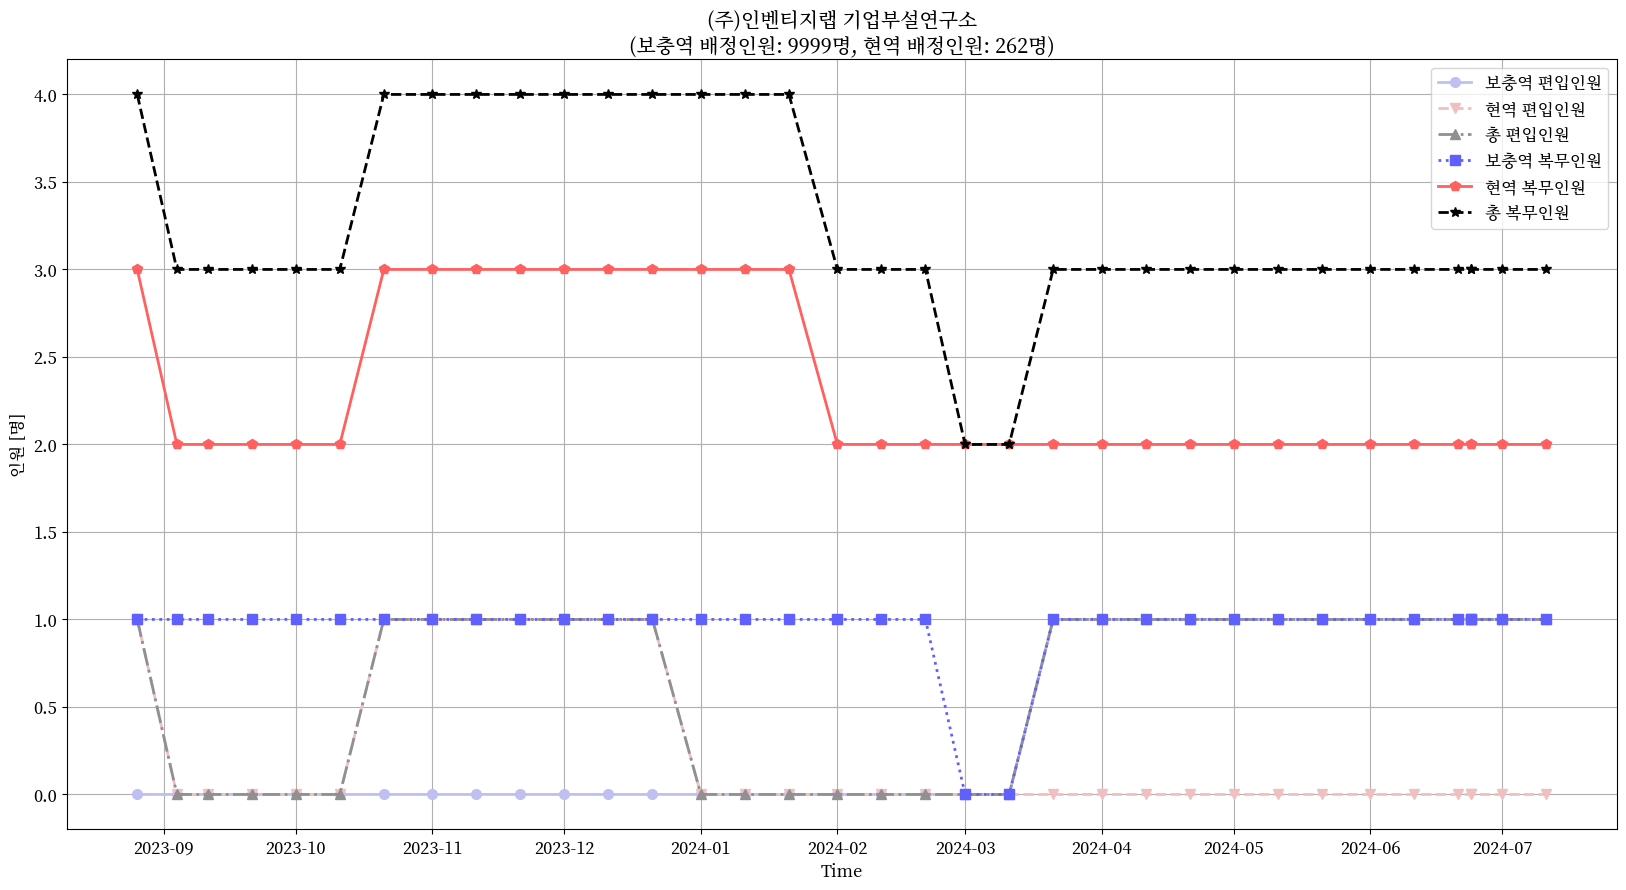 (주)인벤티지랩 기업부설연구소
(보충역 배정인원: 9999명, 현역 배정인원: 262명)
보충역 편입인원
현역 편입인원
총 편입인원
보충역 복무인원
현역 복무인원
총 복무인원
인원 [명]
4.0
3.5
3.0
2.5
2.0
1.5
1.0
0.5
0.0
2023-09 2023-10 2023-11 2023-12 2024-01 2024-02 2024-03 2024-04 2024-05 2024-06 2024-07
Time